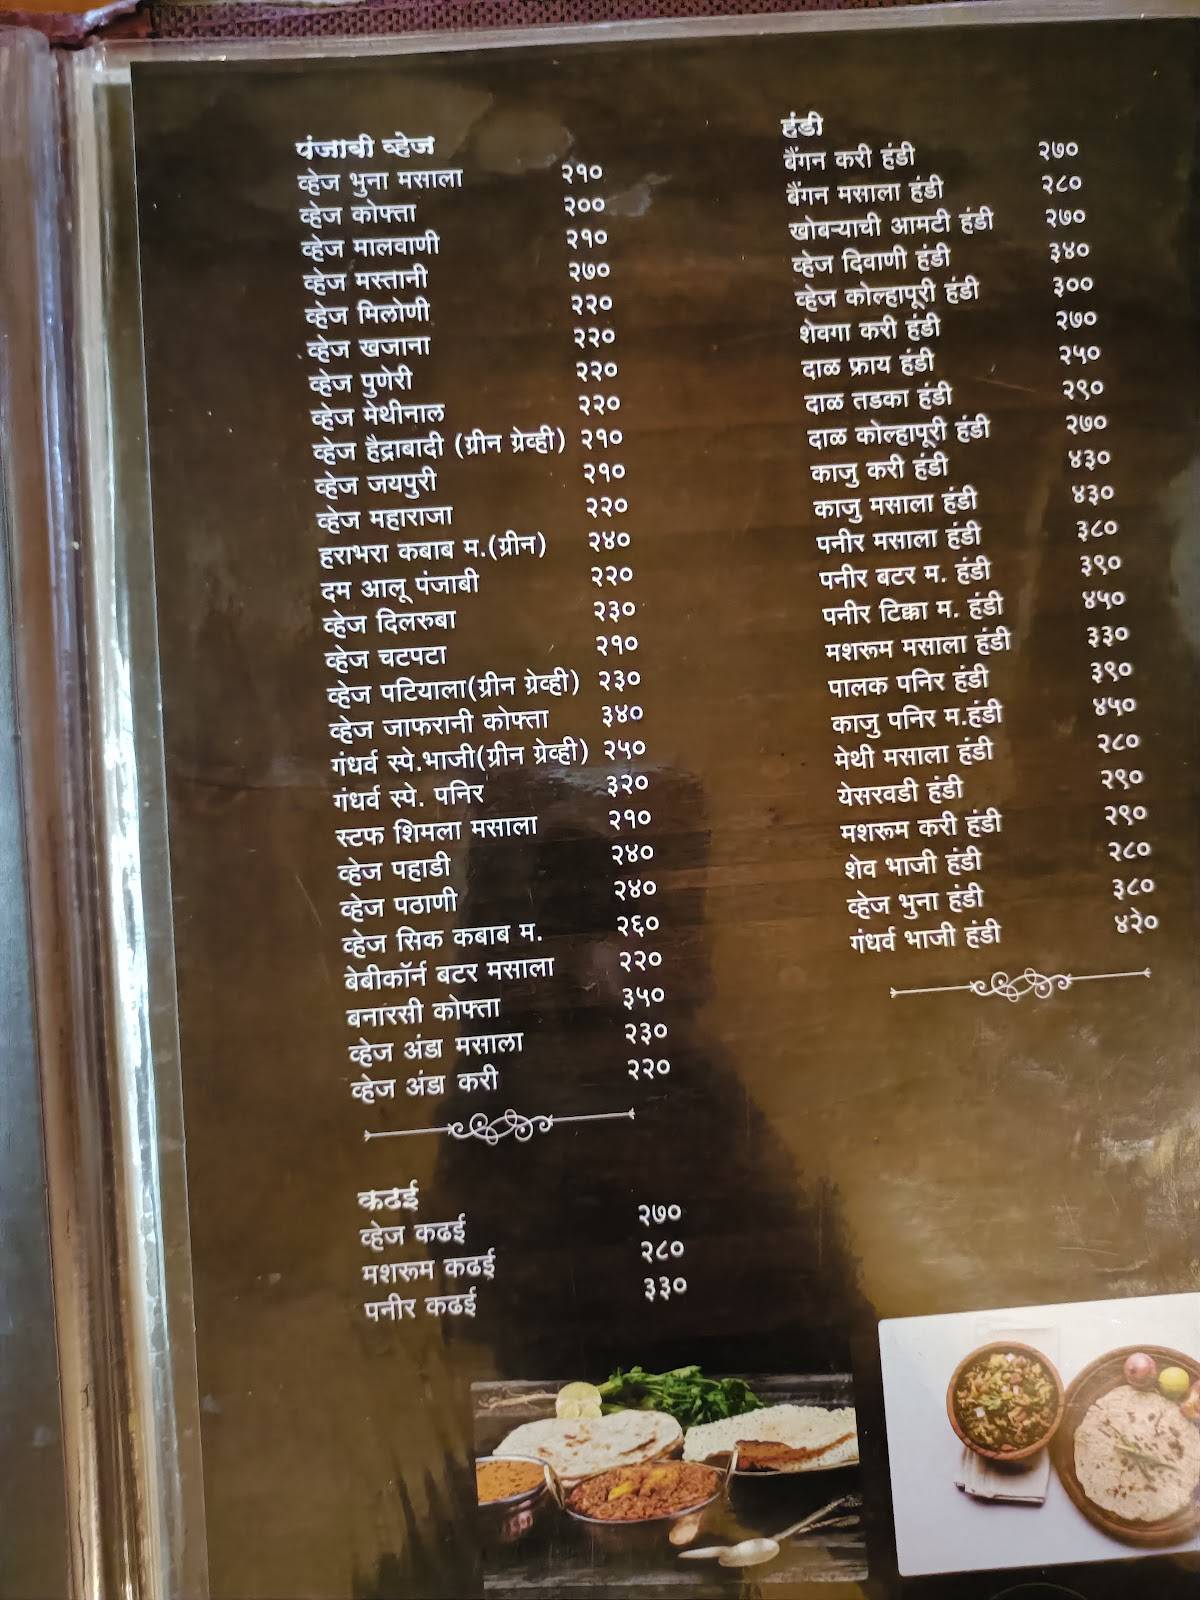 पंजाबी व्हेज
व्हेज भुना मसाला २१०
व्हेज कोफ्ता २००
व्हेज मालवाणी २१०
व्हेज मस्तानी २७०
व्हेज मिलोणी २२०
व्हेज खजाना २२०
व्हेज पुणेरी २२०
व्हेज मेथीनाल २२०
व्हेज हैद्राबादी (ग्रीन ग्रेव्ही) २१०
व्हेज जयपुरी २१०
व्हेज महाराजा २२०
हराभरा कबाब म.(ग्रीन) २४०
दम आलू पंजाबी २२०
व्हेज दिलरुबा २३०
व्हेज चटपटा २१०
व्हेज पटियाला(ग्रीन ग्रेव्ही) २३०
व्हेज जाफरानी कोफ्ता ३४०
गंधर्व स्पे.भाजी(ग्रीन ग्रेव्ही) २५०
गंधर्व स्पे. पनिर ३२०
स्टफ शिमला मसाला २१०
व्हेज पहाडी २४०
व्हेज पठाणी २४०
व्हेज सिक कबाब म. २६०
बेबीकॉर्न बटर मसाला २२०
बनारसी कोफ्ता ३५०
व्हेज अंडा मसाला २३०
व्हेज अंडा करी २२०
कढई
व्हेज कढई २७०
मशरूम कढई २८०
पनीर कढई ३३०
हंडी
बैंगन करी हंडी २७०
बैंगन मसाला हंडी २८०
खोबऱ्याची आमटी हंडी २७०
व्हेज दिवाणी हंडी ३४०
व्हेज कोल्हापूरी हंडी ३००
शेवगा करी हंडी २७०
दाळ फ्राय हंडी २५०
दाळ तडका हंडी २९०
दाळ कोल्हापूरी हंडी २७०
काजु करी हंडी ४३०
काजु मसाला हंडी ४३०
पनीर मसाला हंडी ३८०
पनीर बटर म. हंडी ३९०
पनीर टिक्का म. हंडी ४५०
मशरूम मसाला हंडी ३३०
पालक पनिर हंडी ३९०
काजु पनिर म.हंडी ४५०
मेथी मसाला हंडी २८०
येसरवडी हंडी २९०
मशरूम करी हंडी २९०
शेव भाजी हंडी २८०
व्हेज भुना हंडी ३८०
गंधर्व भाजी हंडी ४२०